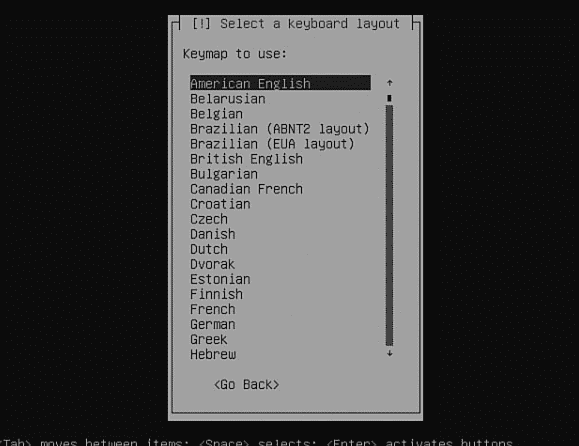 [!] Select a keyboard layout
Keymap to use:
American English
Belarusian
Belgian
Brazilian (ABNT2 layout)
Brazilian (EUA layout)
British English
Bulgarian
Canadian French
Croatian
Czech
Danish
Dutch
Dvorak
Estonian
Finnish
French
German
Greek
Hebrew
<Go Back>
<Tab> moves between items; <Space> selects; <Enter> activates buttons